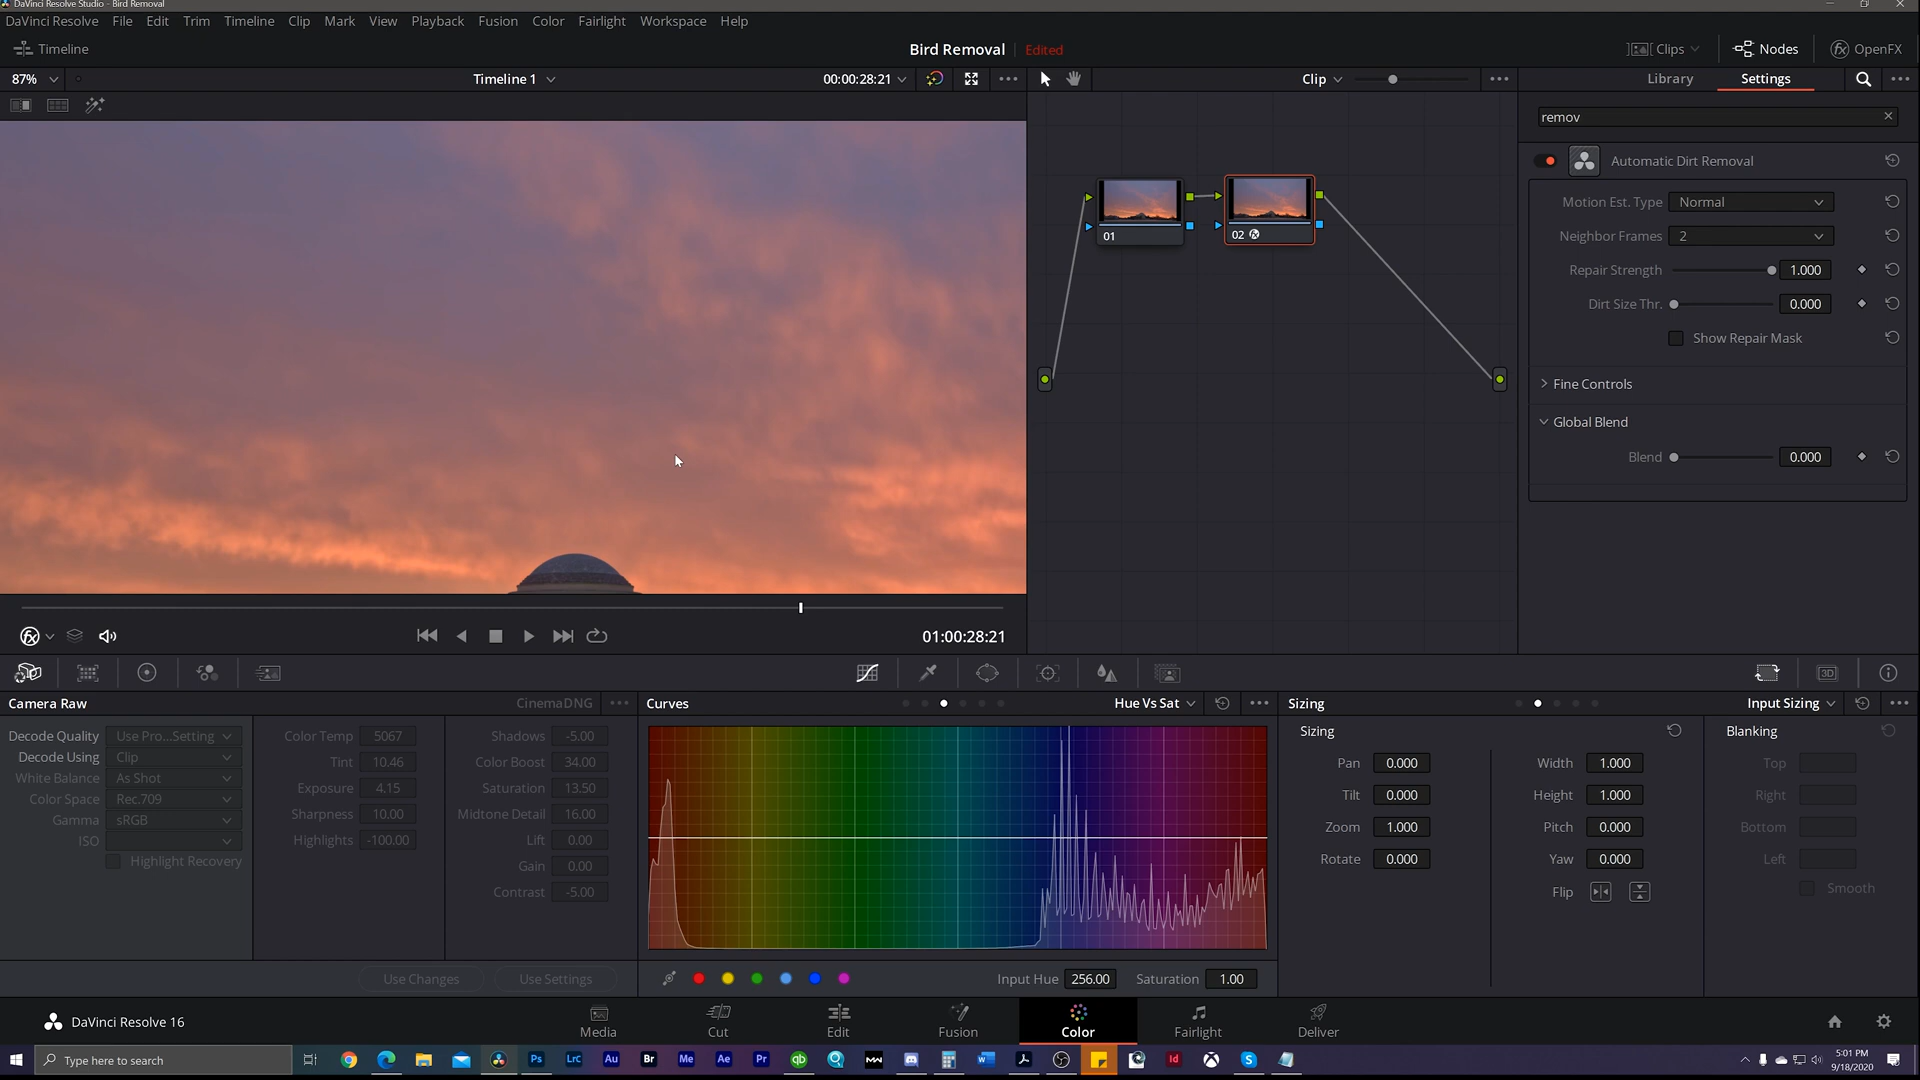 DaVinci Resolve Studio - Bird Removal
DaVinci Resolve File Edit Trim Timeline Clip Mark View Playback Fusion Color Fairlight Workspace Help
Timeline Bird Removal Edited Clips Nodes OpenFX
87% Timeline 1 00:00:28:21 Clip Library Settings
remov
Automatic Dirt Removal
Motion Est. Type Normal
Neighbor Frames 2
Repair Strength 1.000
Dirt Size Thr. 0.000
Show Repair Mask
Fine Controls
Global Blend
Blend 0.000
01
02
01:00:28:21
Camera Raw CinemaDNG
Decode Quality Use Pro...Setting
Decode Using Clip
White Balance As Shot
Color Space Rec.709
Gamma sRGB
ISO
Highlight Recovery
Color Temp 5067
Tint 10.46
Exposure 4.15
Sharpness 10.00
Highlights -100.00
Shadows -5.00
Color Boost 34.00
Saturation 13.50
Midtone Detail 16.00
Lift 0.00
Gain 0.00
Contrast -5.00
Use Changes Use Settings
Curves Hue Vs Sat
Input Hue 256.00 Saturation 1.00
Sizing Input Sizing
Sizing
Pan 0.000
Tilt 0.000
Zoom 1.000
Rotate 0.000
Width 1.000
Height 1.000
Pitch 0.000
Yaw 0.000
Flip
Blanking
Top
Right
Bottom
Left
Smooth
3D
DaVinci Resolve 16
Media Cut Edit Fusion Color Fairlight Deliver
Type here to search
Ps LrC Au Br Me Ae Pr qb Id
5:01 PM
9/18/2020